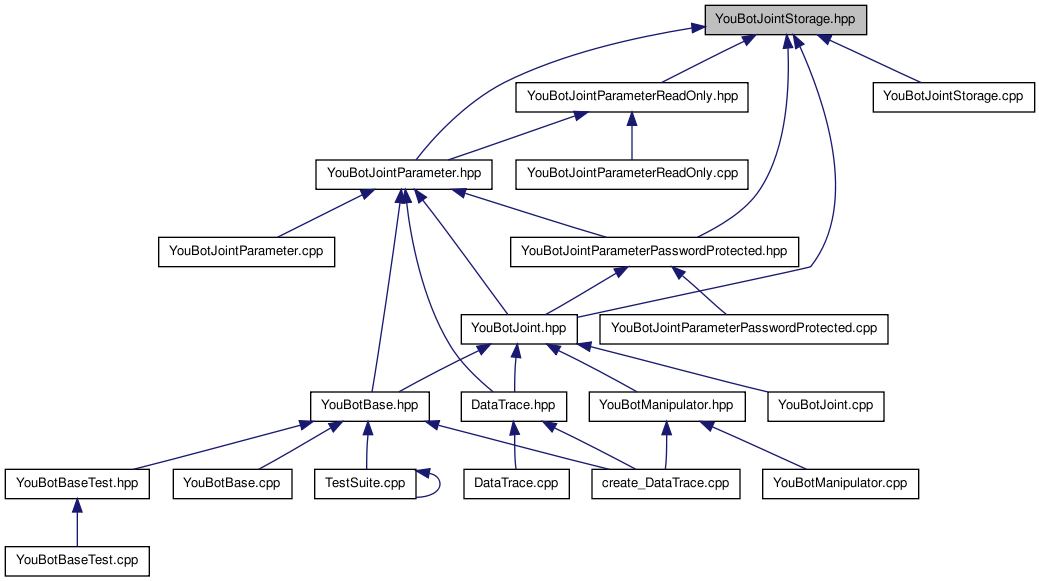 YouBotJointStorage.hpp
YouBotJointParameterReadOnly.hpp
YouBotJointStorage.cpp
YouBotJointParameter.hpp
YouBotJointParameterReadOnly.cpp
YouBotJointParameter.cpp
YouBotJointParameterPasswordProtected.hpp
YouBotJoint.hpp
YouBotJointParameterPasswordProtected.cpp
YouBotBase.hpp
DataTrace.hpp
YouBotManipulator.hpp
YouBotJoint.cpp
YouBotBaseTest.hpp
YouBotBase.cpp
TestSuite.cpp
DataTrace.cpp
create_DataTrace.cpp
YouBotManipulator.cpp
YouBotBaseTest.cpp